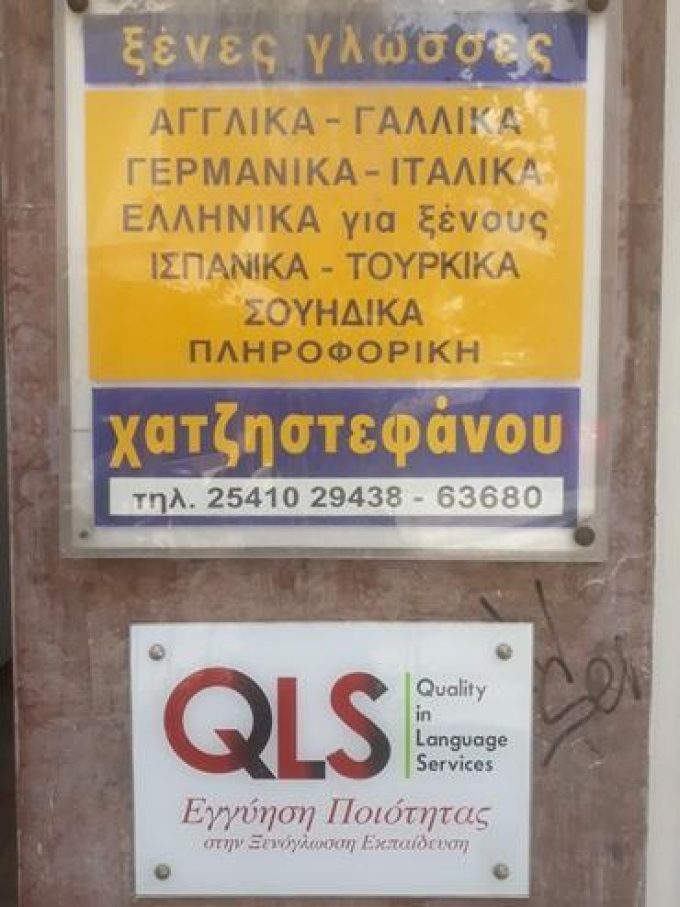 ξένες γλώσσες
ΑΓΓΛΙΚΑ - ΓΑΛΛΙΚΑ
ΓΕΡΜΑΝΙΚΑ - ΙΤΑΛΙΚΑ
ΕΛΛΗΝΙΚΑ για ξένους
ΙΣΠΑΝΙΚΑ - ΤΟΥΡΚΙΚΑ
ΣΟΥΗΔΙΚΑ
ΠΛΗΡΟΦΟΡΙΚΗ
χατζηστεφάνου
τηλ. 25410 29438 - 63680
QLS
Quality
in
Language
Services
Εγγύηση Ποιότητας
στην Ξενόγλωσση Εκπαίδευση